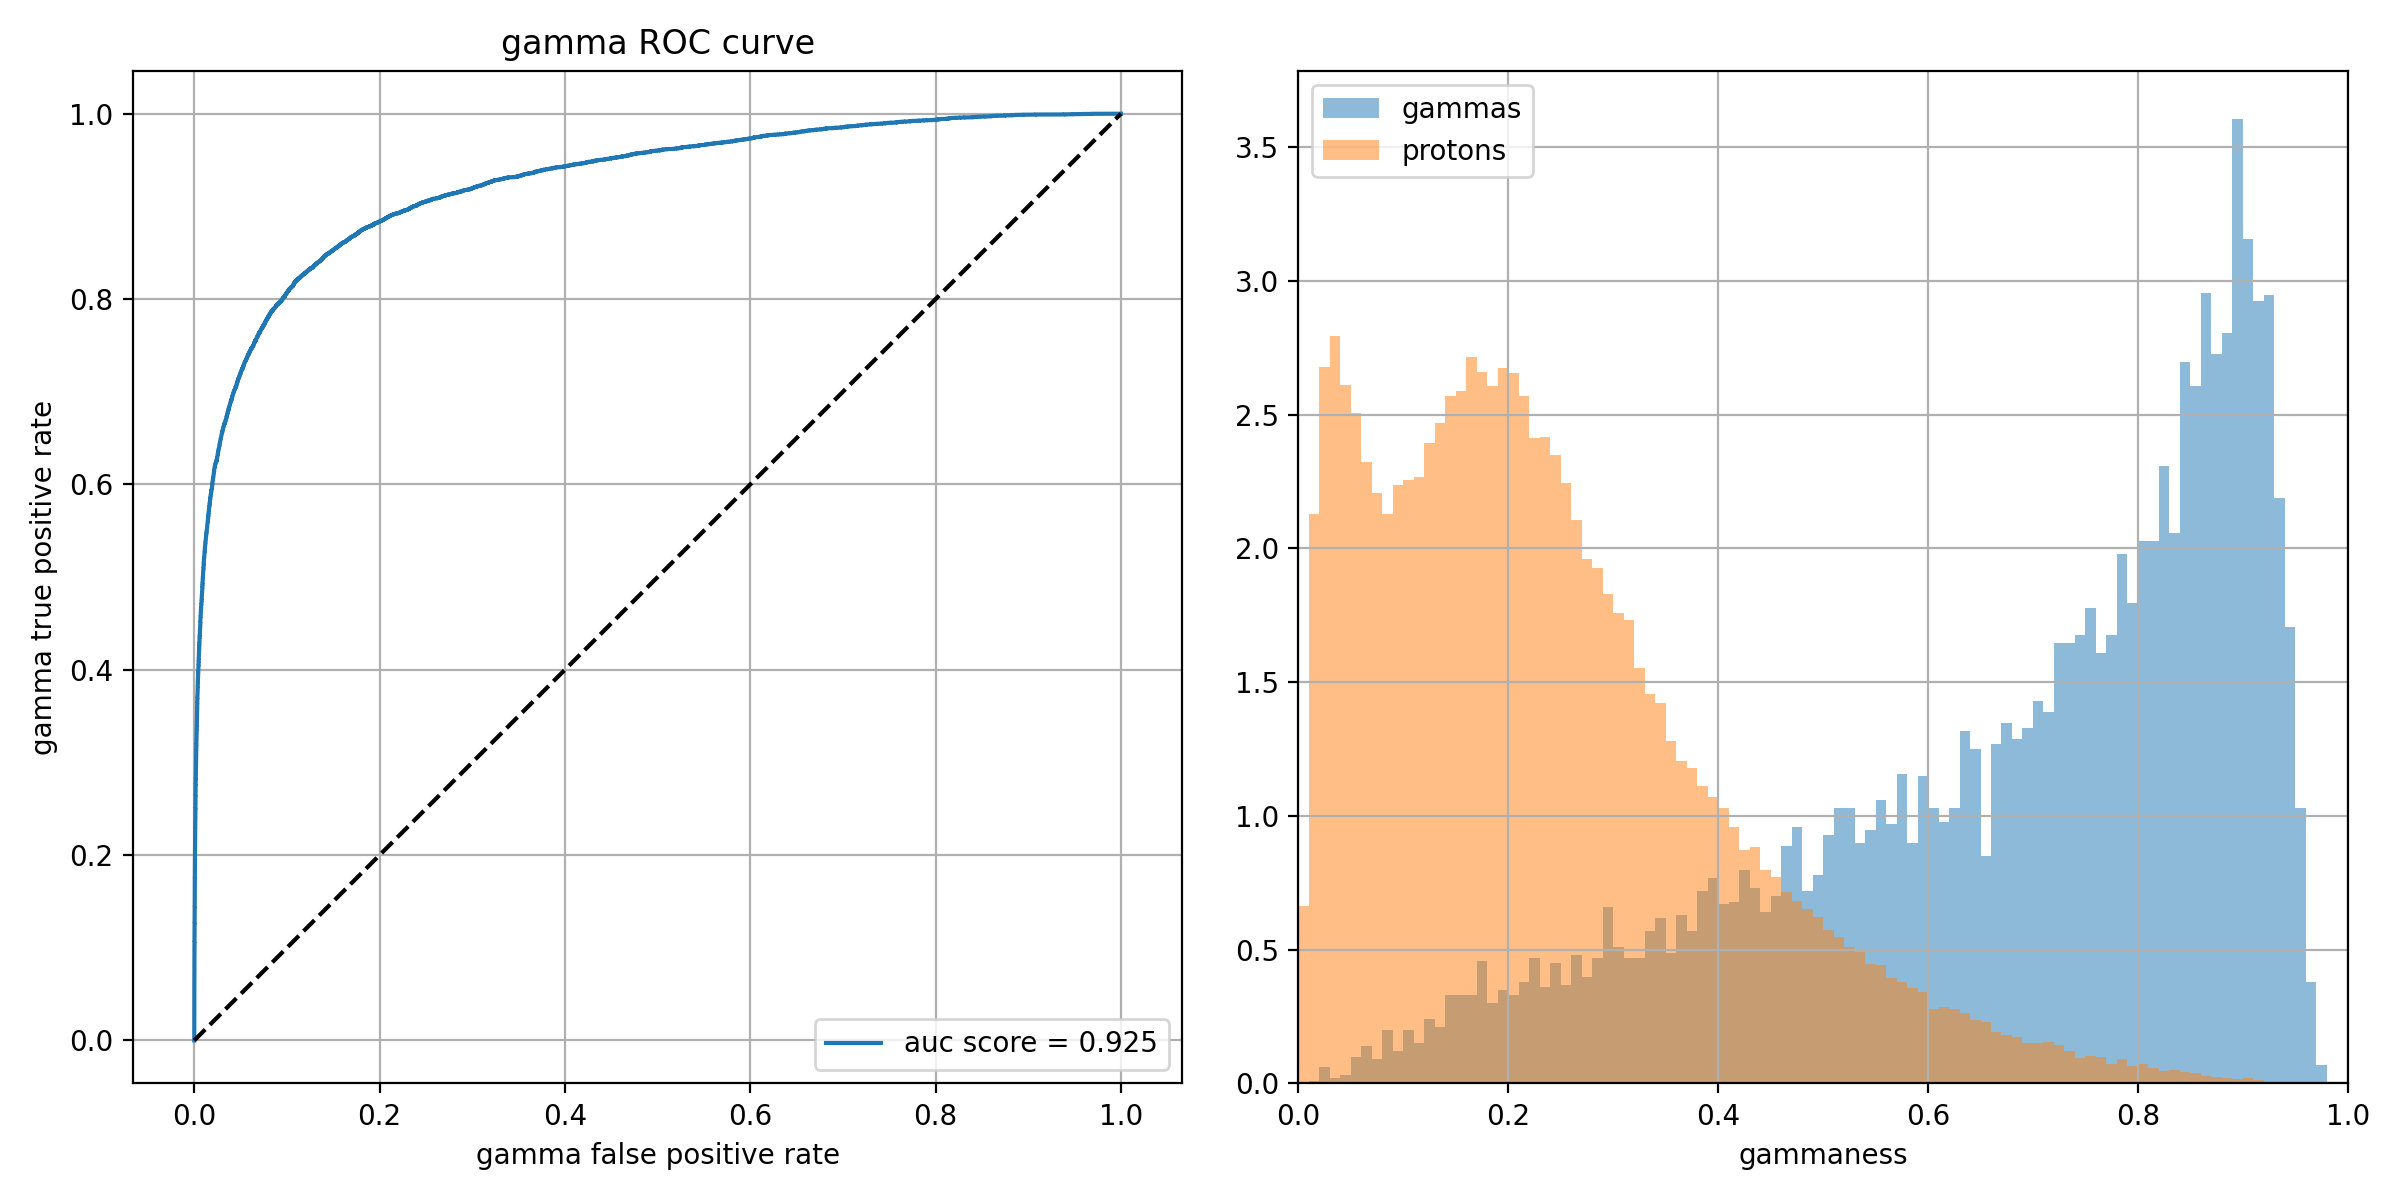 gamma ROC curve
1.0
0.8
0.6
0.4
0.2
0.0
gamma true positive rate
auc score = 0.925
0.0 0.2 0.4 0.6 0.8 1.0
gamma false positive rate
gammas
protons
3.5
3.0
2.5
2.0
1.5
1.0
0.5
0.0
0.0 0.2 0.4 0.6 0.8 1.0
gammaness